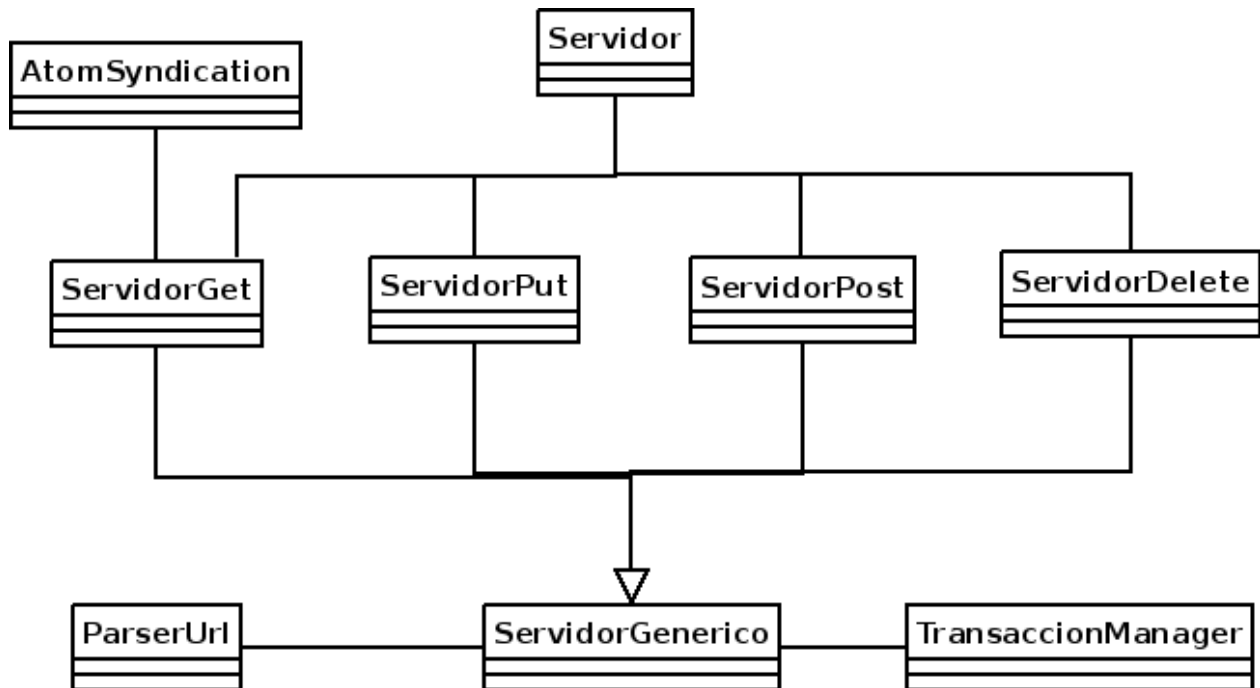 Servidor
AtomSyndication
ServidorGet
ServidorPut
ServidorPost
ServidorDelete
ParserUrl
ServidorGenerico
TransaccionManager